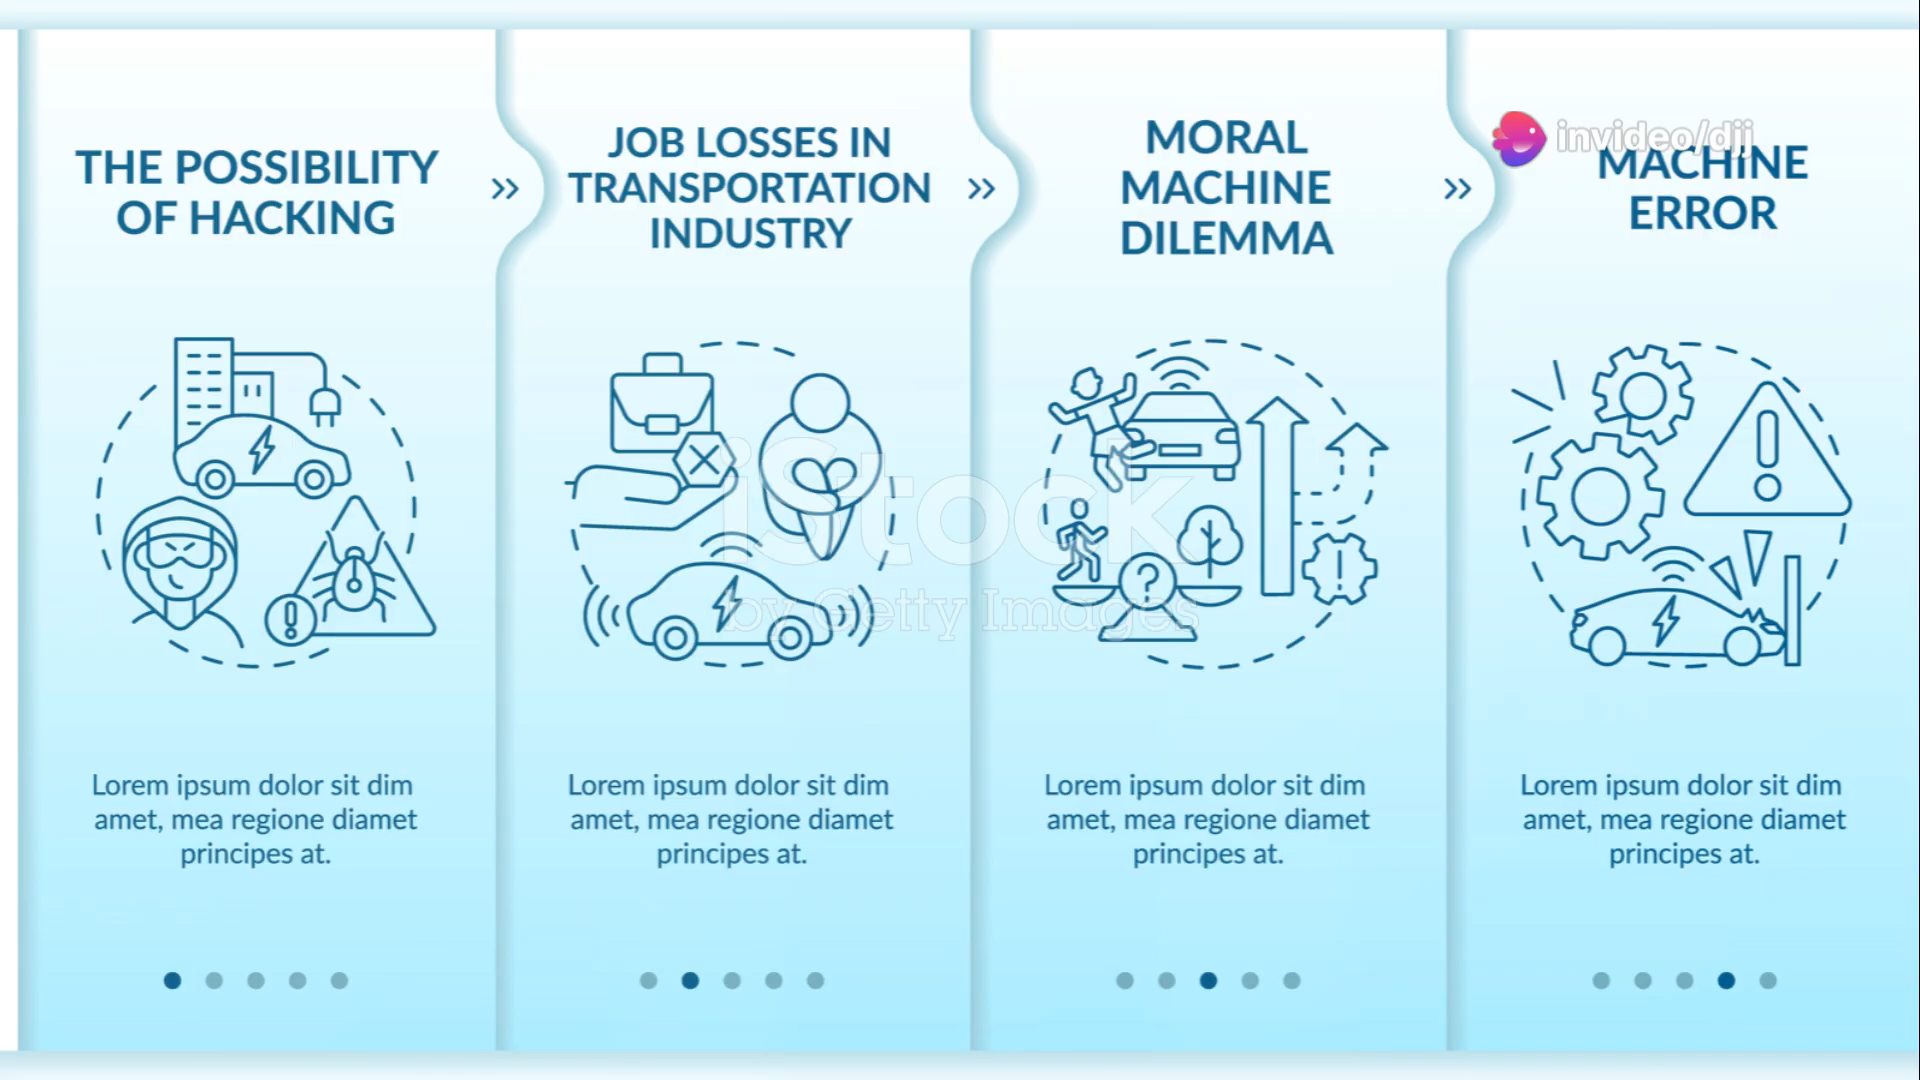 THE POSSIBILITY
OF HACKING
Lorem ipsum dolor sit dim
amet, mea regione diamet
principes at.
JOB LOSSES IN
TRANSPORTATION
INDUSTRY
Lorem ipsum dolor sit dim
amet, mea regione diamet
principes at.
MORAL
MACHINE
DILEMMA
Lorem ipsum dolor sit dim
amet, mea regione diamet
principes at.
invideo/djj
MACHINE
ERROR
Lorem ipsum dolor sit dim
amet, mea regione diamet
principes at.
iStock
by Getty Images